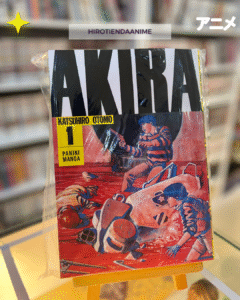 HIROTIENDAANIME
アニメ
AKIRA
KATSUHIRO OTOMO
1
PANINI
MANGA